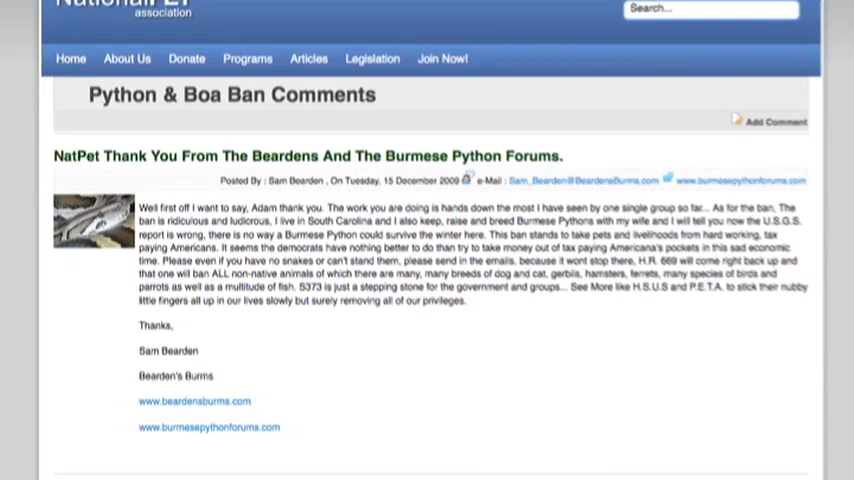 NationalPET
association
Search...
Home About Us Donate Programs Articles Legislation Join Now!
Python & Boa Ban Comments
Add Comment
NatPet Thank You From The Beardens And The Burmese Python Forums.
Posted By : Sam Bearden , On Tuesday, 15 December 2009 e-Mail : Sam_Bearden@BeardensBurms.com www.burmesepythonforums.com
Well first off I want to say, Adam thank you. The work you are doing is hands down the most I have seen by one single group so far... As for the ban, The
ban is ridiculous and ludicrous, I live in South Carolina and I also keep, raise and breed Burmese Pythons with my wife and I will tell you now the U.S.G.S.
report is wrong, there is no way a Burmese Python could survive the winter here. This ban stands to take pets and livelihoods from hard working, tax
paying Americans. It seems the democrats have nothing better to do than try to take money out of tax paying Americana's pockets in this sad economic
time. Please even if you have no snakes or can't stand them, please send in the emails, because it wont stop there, H.R. 669 will come right back up and
that one will ban ALL non-native animals of which there are many, many breeds of dog and cat, gerbils, hamsters, ferrets, many species of birds and
parrots as well as a multitude of fish. S373 is just a stepping stone for the government and groups... See More like H.S.U.S and P.E.T.A. to stick their nubby
little fingers all up in our lives slowly but surely removing all of our privileges.
Thanks,
Sam Bearden
Bearden's Burms
www.beardensburms.com
www.burmesepythonforums.com